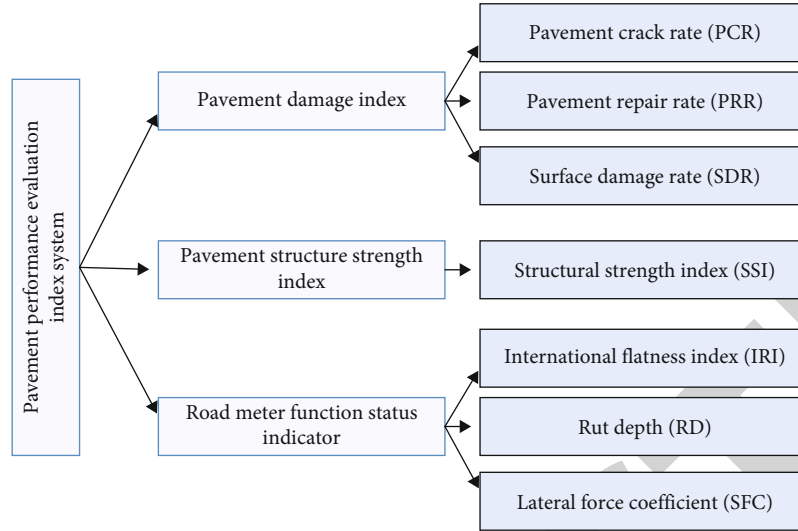 Pavement performance evaluation
index system
Pavement damage index
Pavement crack rate (PCR)
Pavement repair rate (PRR)
Surface damage rate (SDR)
Pavement structure strength
index
Structural strength index (SSI)
Road meter function status
indicator
International flatness index (IRI)
Rut depth (RD)
Lateral force coefficient (SFC)